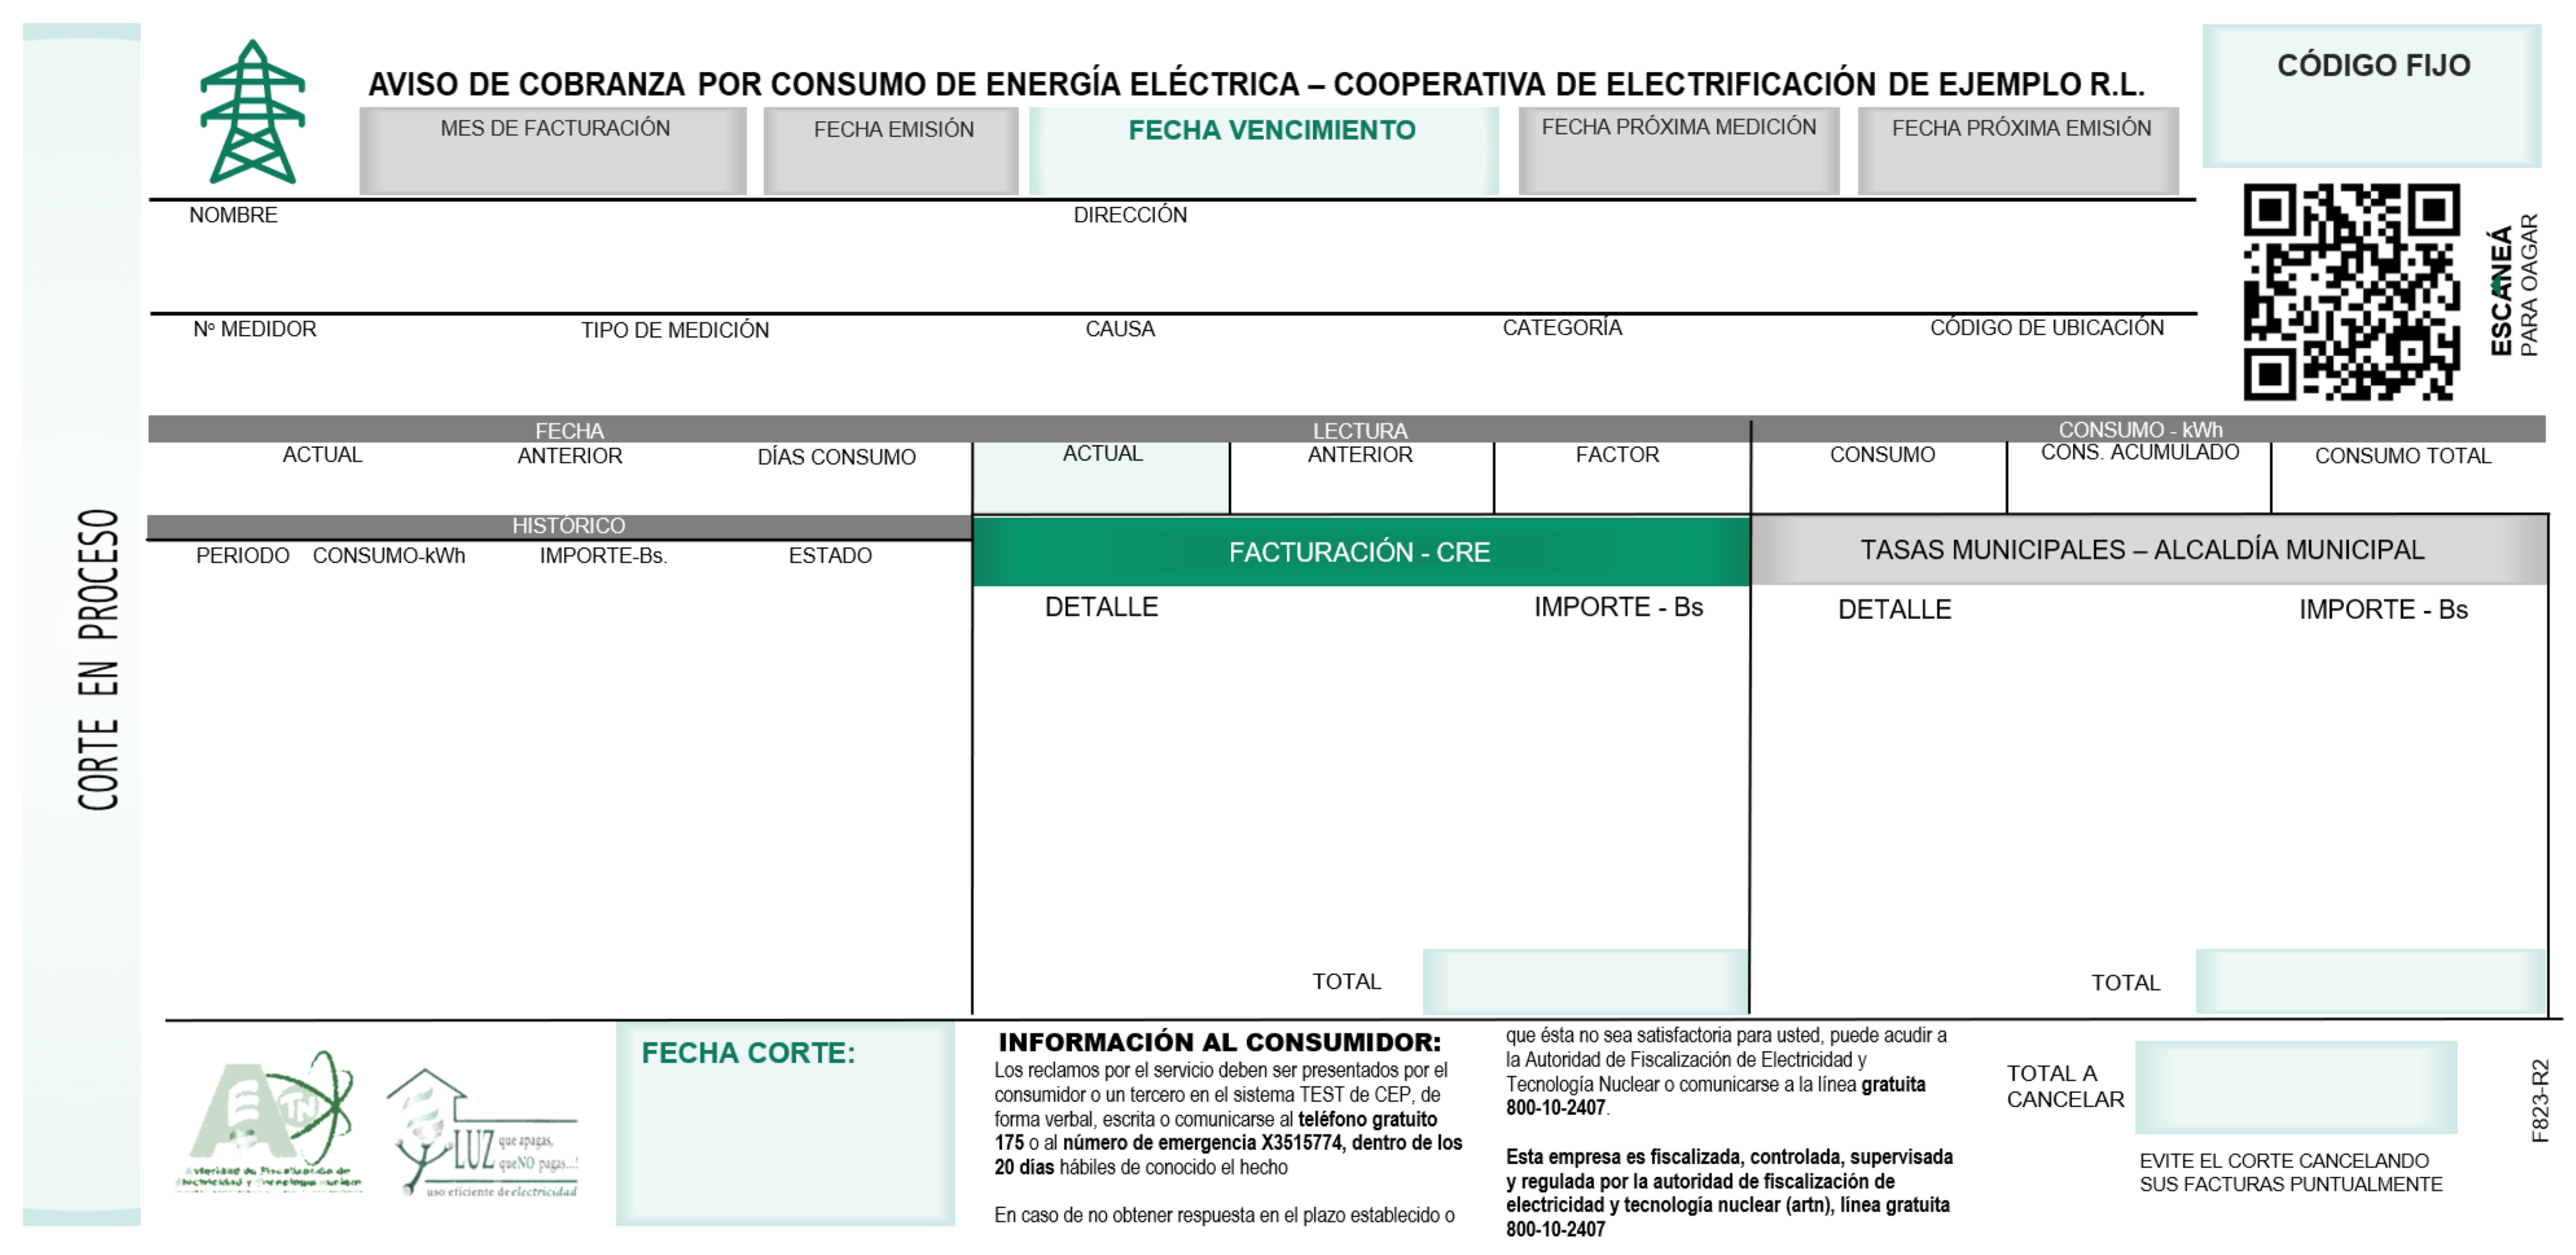 AVISO DE COBRANZA POR CONSUMO DE ENERGÍA ELÉCTRICA – COOPERATIVA DE ELECTRIFICACIÓN DE EJEMPLO R.L.
CÓDIGO FIJO
MES DE FACTURACIÓN
FECHA EMISIÓN
FECHA VENCIMIENTO
FECHA PRÓXIMA MEDICIÓN
FECHA PRÓXIMA EMISIÓN
NOMBRE
DIRECCIÓN
ESCANEÁ
PARA OAGAR
Nº MEDIDOR
TIPO DE MEDICIÓN
CAUSA
CATEGORÍA
CÓDIGO DE UBICACIÓN
FECHA
LECTURA
CONSUMO - kWh
ACTUAL
ANTERIOR
DÍAS CONSUMO
ACTUAL
ANTERIOR
FACTOR
CONSUMO
CONS. ACUMULADO
CONSUMO TOTAL
CORTE EN PROCESO
HISTÓRICO
PERIODO
CONSUMO-kWh
IMPORTE-Bs.
ESTADO
FACTURACIÓN - CRE
DETALLE
IMPORTE - Bs
TOTAL
TASAS MUNICIPALES – ALCALDÍA MUNICIPAL
DETALLE
IMPORTE - Bs
TOTAL
AETN
Autoridad de Fiscalización de
Electricidad y Tecnología Nuclear
LUZ que apagas,
queNO pagas...!
uso eficiente de electricidad
FECHA CORTE:
INFORMACIÓN AL CONSUMIDOR:
Los reclamos por el servicio deben ser presentados por el
consumidor o un tercero en el sistema TEST de CEP, de
forma verbal, escrita o comunicarse al teléfono gratuito
175 o al número de emergencia X3515774, dentro de los
20 días hábiles de conocido el hecho
En caso de no obtener respuesta en el plazo establecido o
que ésta no sea satisfactoria para usted, puede acudir a
la Autoridad de Fiscalización de Electricidad y
Tecnología Nuclear o comunicarse a la línea gratuita
800-10-2407.
Esta empresa es fiscalizada, controlada, supervisada
y regulada por la autoridad de fiscalización de
electricidad y tecnología nuclear (artn), línea gratuita
800-10-2407
TOTAL A
CANCELAR
EVITE EL CORTE CANCELANDO
SUS FACTURAS PUNTUALMENTE
F823-R2